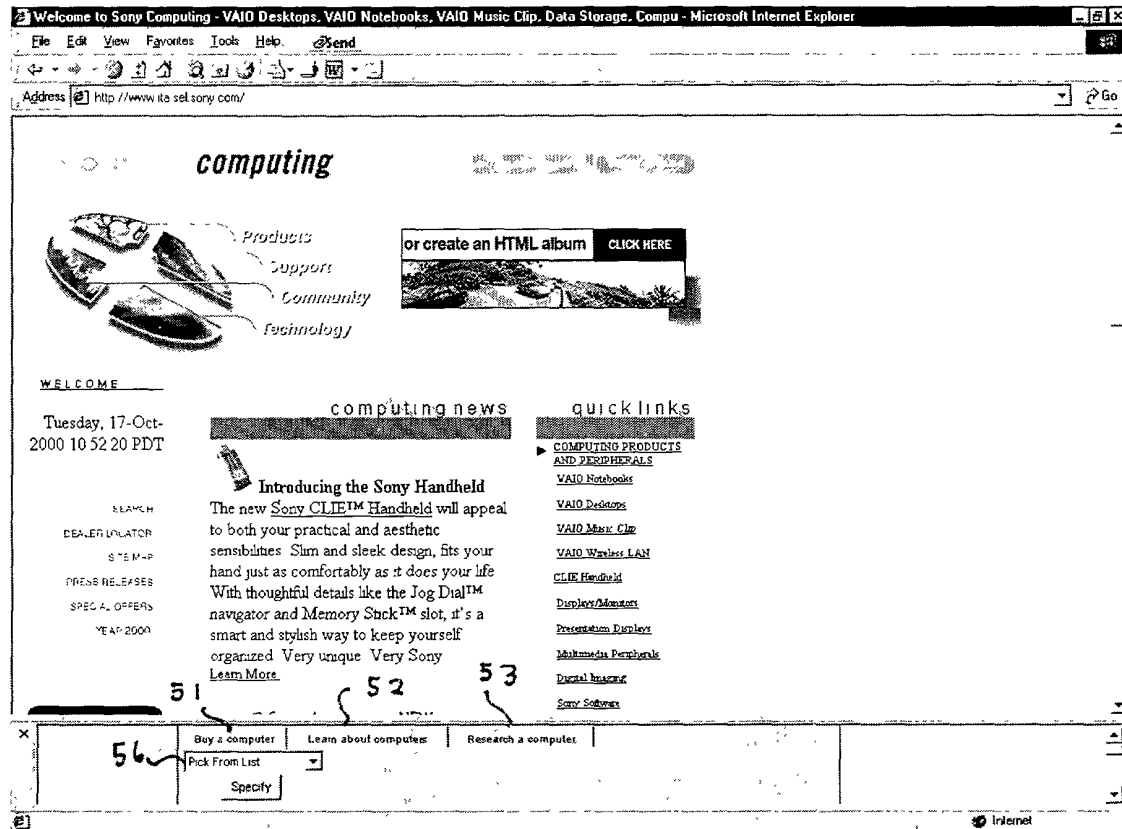 Welcome to Sony Computing - VAIO Desktops, VAIO Notebooks, VAIO Music Clip, Data Storage, Compu - Microsoft Internet Explorer
File Edit View Favorites Tools Help Send
Address http://www.ita.sel.sony.com/ Go
computing
Products
Support
Community
Technology
or create an HTML album CLICK HERE
WELCOME
Tuesday, 17-Oct-
2000 10 52 20 PDT
SEARCH
DEALER LOCATOR
SITE MAP
PRESS RELEASES
SPECIAL OFFERS
YEAR 2000
computing news
Introducing the Sony Handheld
The new Sony CLIE™ Handheld will appeal
to both your practical and aesthetic
sensibilities Slim and sleek design, fits your
hand just as comfortably as it does your life
With thoughtful details like the Jog Dial™
navigator and Memory Stick™ slot, it's a
smart and stylish way to keep yourself
organized Very unique Very Sony
Learn More
quick links
COMPUTING PRODUCTS
AND PERIPHERALS
VAIO Notebooks
VAIO Desktops
VAIO Music Clip
VAIO Wireless LAN
CLIE Handheld
Displays/Monitors
Presentation Displays
Multimedia Peripherals
Digital Imaging
Sony Software
51 52 53
Buy a computer Learn about computers Research a computer
56 Pick From List
Specify
Internet